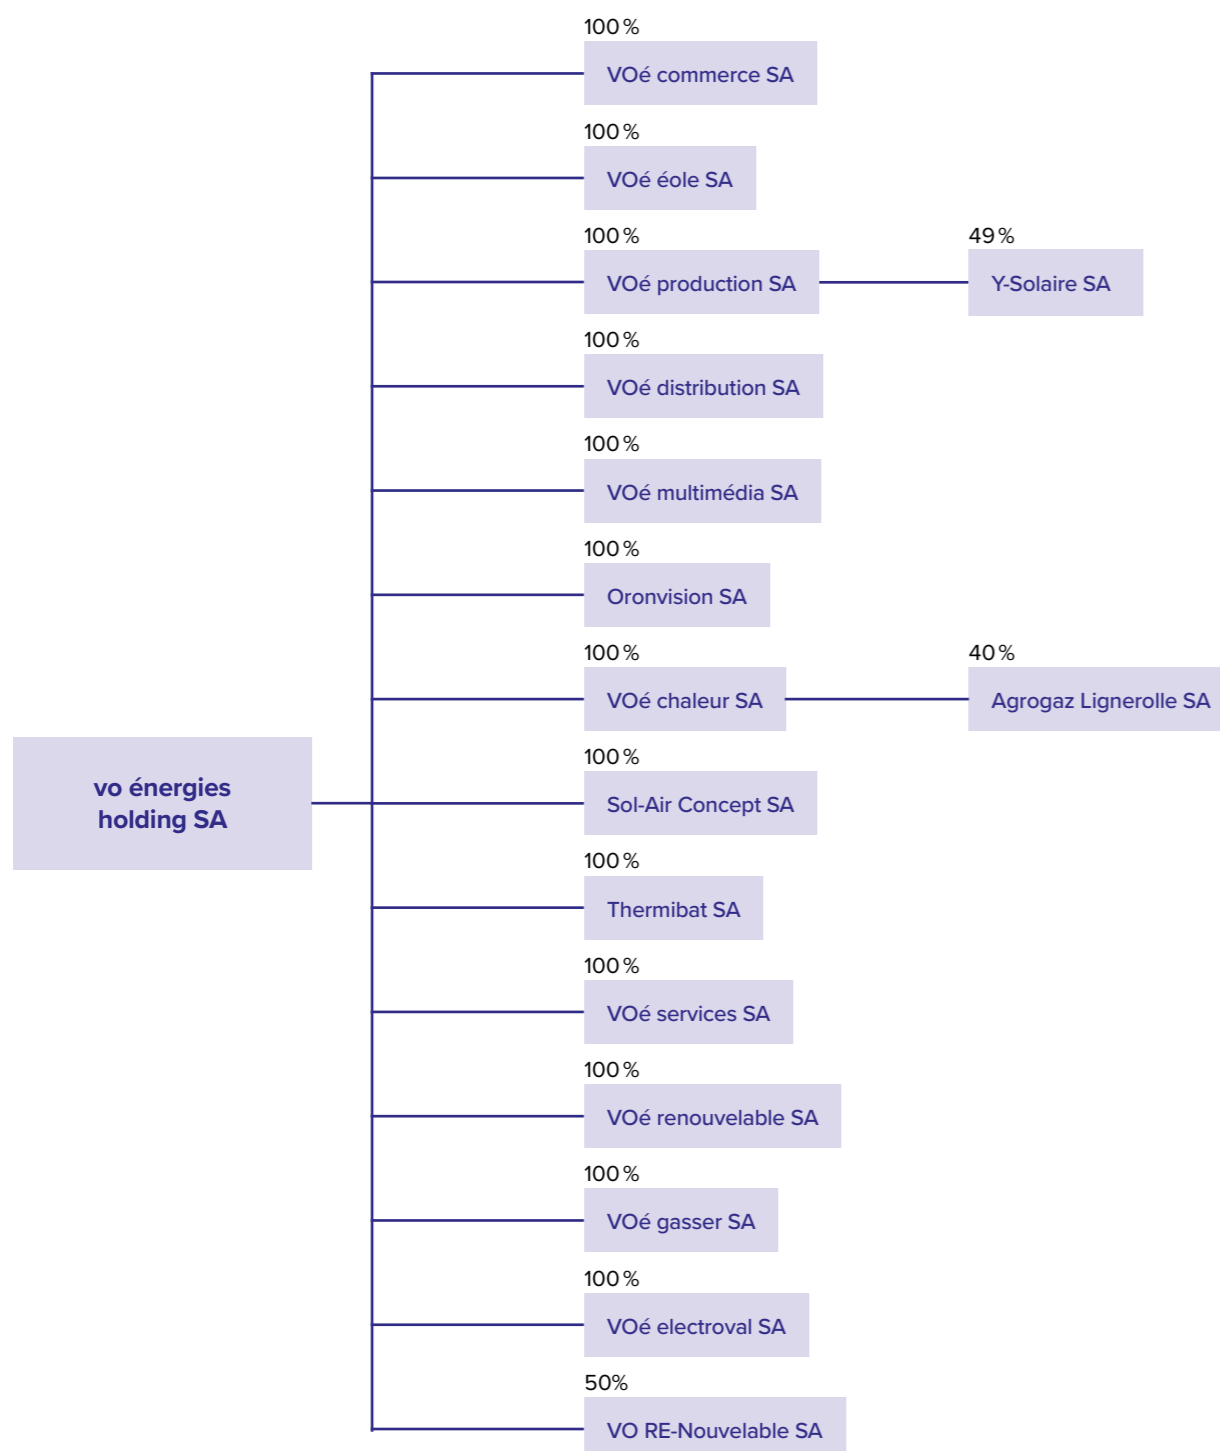 100 %
VOé commerce SA
100 %
VOé éole SA
100 %
VOé production SA
49 %
Y-Solaire SA
100 %
VOé distribution SA
100 %
VOé multimédia SA
100 %
Oronvision SA
100 %
VOé chaleur SA
40 %
Agrogaz Lignerolle SA
vo énergies
holding SA
100 %
Sol-Air Concept SA
100 %
Thermibat SA
100 %
VOé services SA
100 %
VOé renouvelable SA
100 %
VOé gasser SA
100 %
VOé electroval SA
50%
VO RE-Nouvelable SA